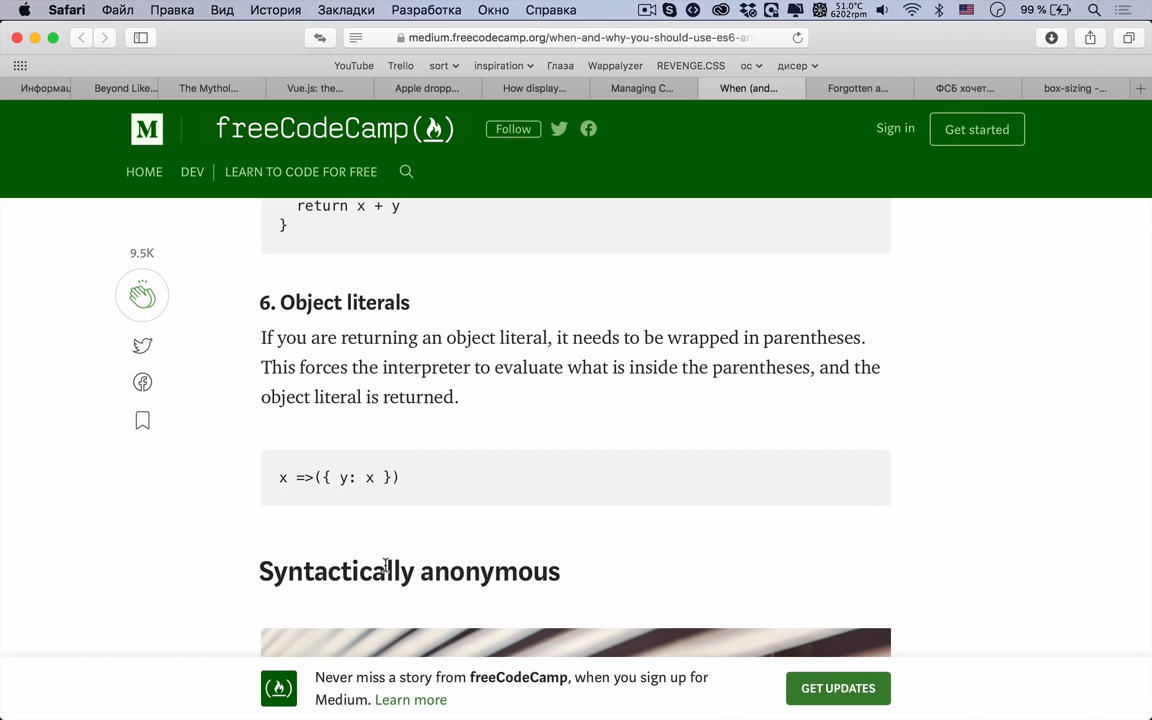 Safari Файл Правка Вид История Закладки Разработка Окно Справка 51.0°C 6202rpm 99 %
medium.freecodecamp.org/when-and-why-you-should-use-es6-arr
YouTube Trello sort inspiration Глаза Wappalyzer REVENGE.CSS ос дисер
Информац Beyond Like... The Mythol... Vue.js: the... Apple dropp... How display... Managing C... When (and... Forgotten a... ФСБ хочет... box-sizing -...
M freeCodeCamp Follow Sign in Get started
HOME DEV LEARN TO CODE FOR FREE
return x + y
}
9.5K
6. Object literals
If you are returning an object literal, it needs to be wrapped in parentheses.
This forces the interpreter to evaluate what is inside the parentheses, and the
object literal is returned.
x =>({ y: x })
Syntactically anonymous
Never miss a story from freeCodeCamp, when you sign up for
Medium. Learn more
GET UPDATES